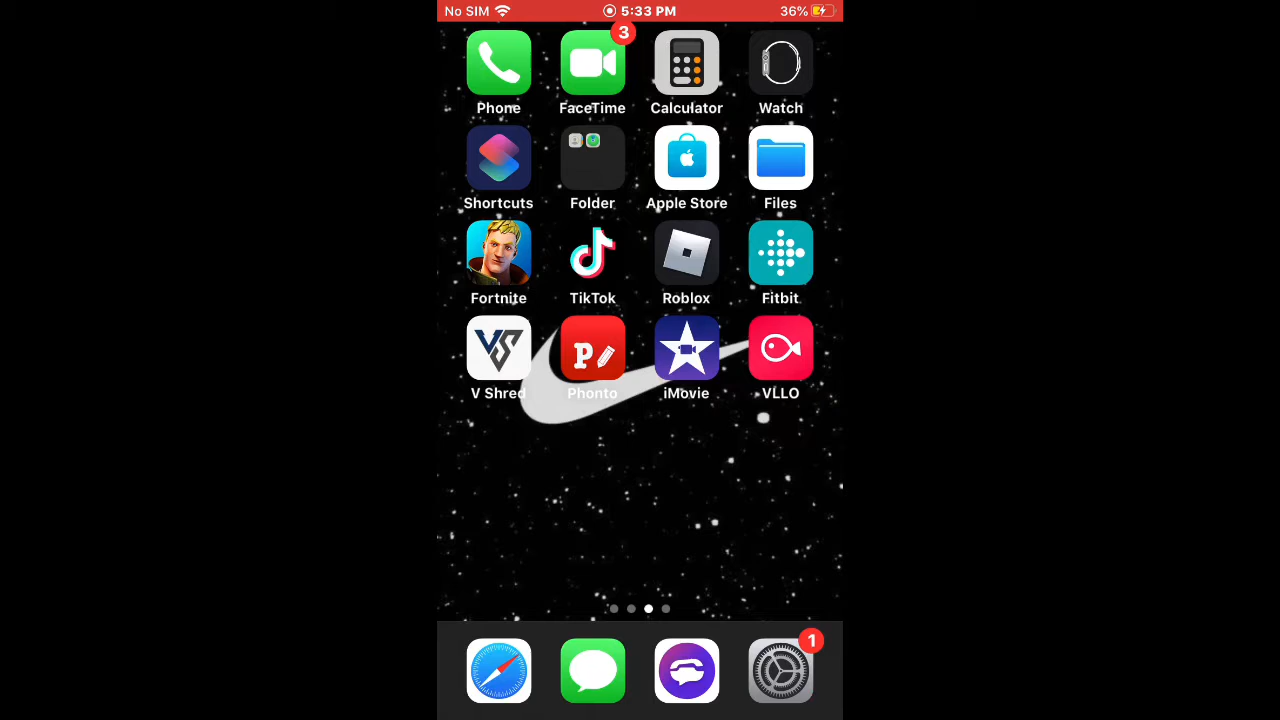 No SIM 5:33 PM 36%
3
Phone FaceTime Calculator Watch
Shortcuts Folder Apple Store Files
Fortnite TikTok Roblox Fitbit
VS P
V Shred Phonto iMovie VLLO
1